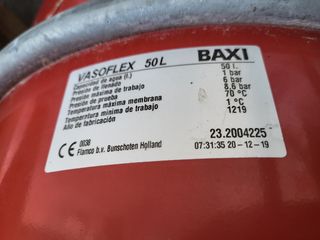 VASOFLEX 50L BAXI
Capacidad de agua (l.) 50 l.
Presión de llenado 1 bar
Presión máxima de trabajo 6 bar
Presión de prueba 8,6 bar
Temperatura máxima membrana 70 °C
Temperatura mínima de trabajo 1 °C
Año de fabricación 1219
23.2004225
CE 0038
Flamco b.v. Bunschoten Holland 07:31:35 20-12-19